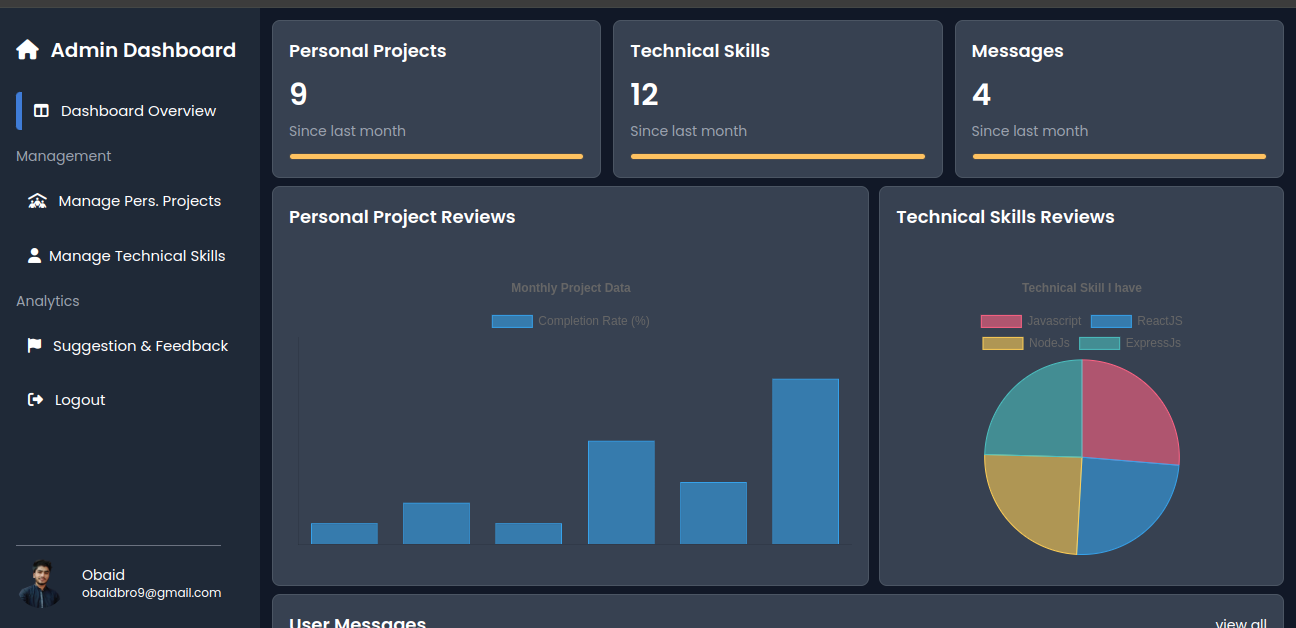 Admin Dashboard
Dashboard Overview
Management
Manage Pers. Projects
Manage Technical Skills
Analytics
Suggestion & Feedback
Logout
Obaid
obaidbro9@gmail.com
Personal Projects
9
Since last month
Technical Skills
12
Since last month
Messages
4
Since last month
Personal Project Reviews
Monthly Project Data
Completion Rate (%)
Technical Skills Reviews
Technical Skill I have
Javascript ReactJS
NodeJs ExpressJs
User Messages
view all